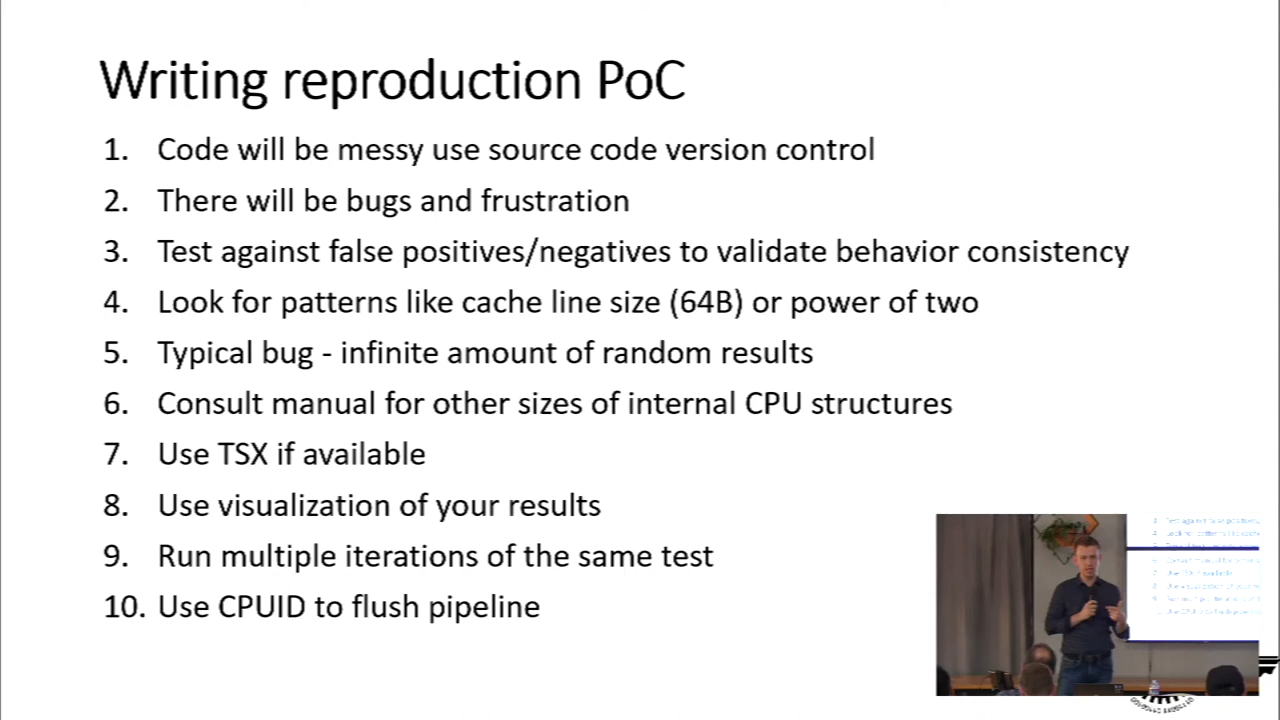 Writing reproduction PoC
1. Code will be messy use source code version control
2. There will be bugs and frustration
3. Test against false positives/negatives to validate behavior consistency
4. Look for patterns like cache line size (64B) or power of two
5. Typical bug - infinite amount of random results
6. Consult manual for other sizes of internal CPU structures
7. Use TSX if available
8. Use visualization of your results
9. Run multiple iterations of the same test
10. Use CPUID to flush pipeline